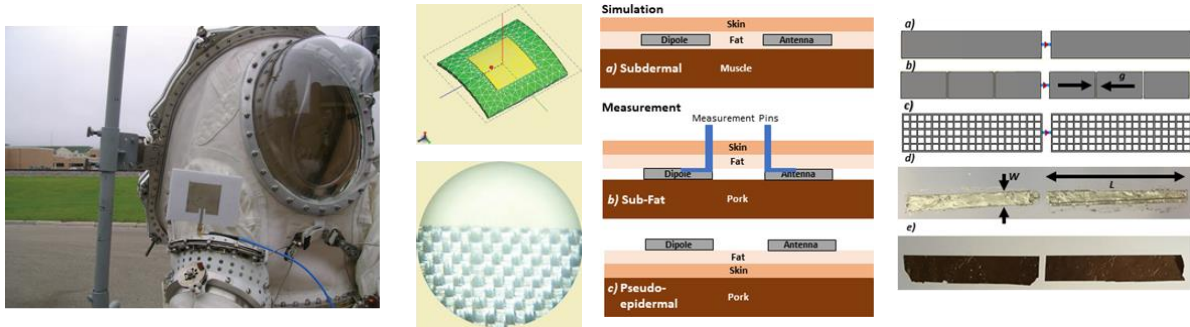 Simulation
Skin
Dipole Fat Antenna
a) Subdermal Muscle
Measurement
Measurement Pins
Skin
Fat
Dipole Antenna
b) Sub-Fat Pork
Dipole Antenna
Fat
Skin
c) Pseudo-
epidermal Pork
a)
b)
g
c)
d)
W
L
e)